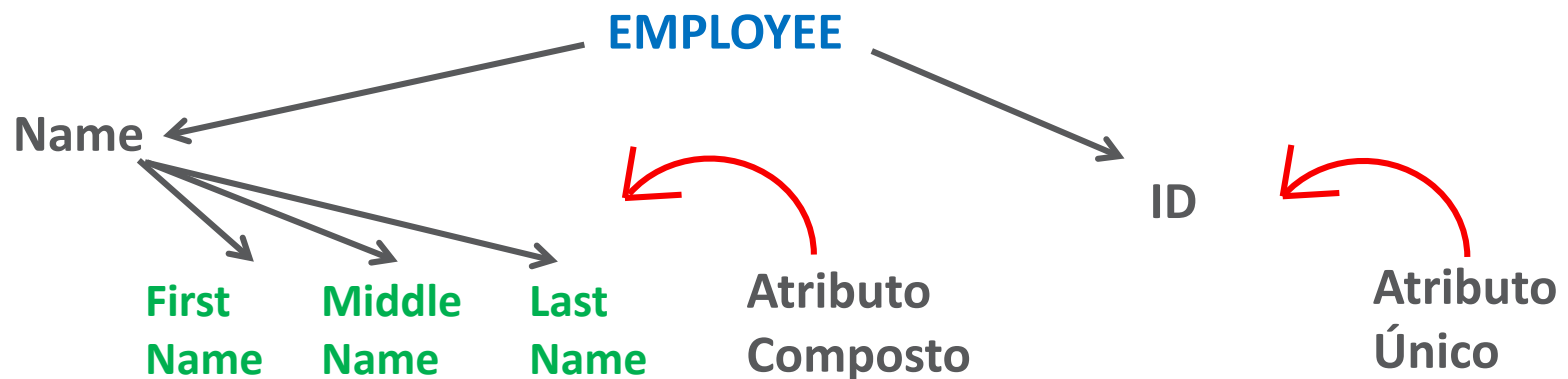 EMPLOYEE
Name
ID
First
Name
Middle
Name
Last
Name
Atributo
Composto
Atributo
Único